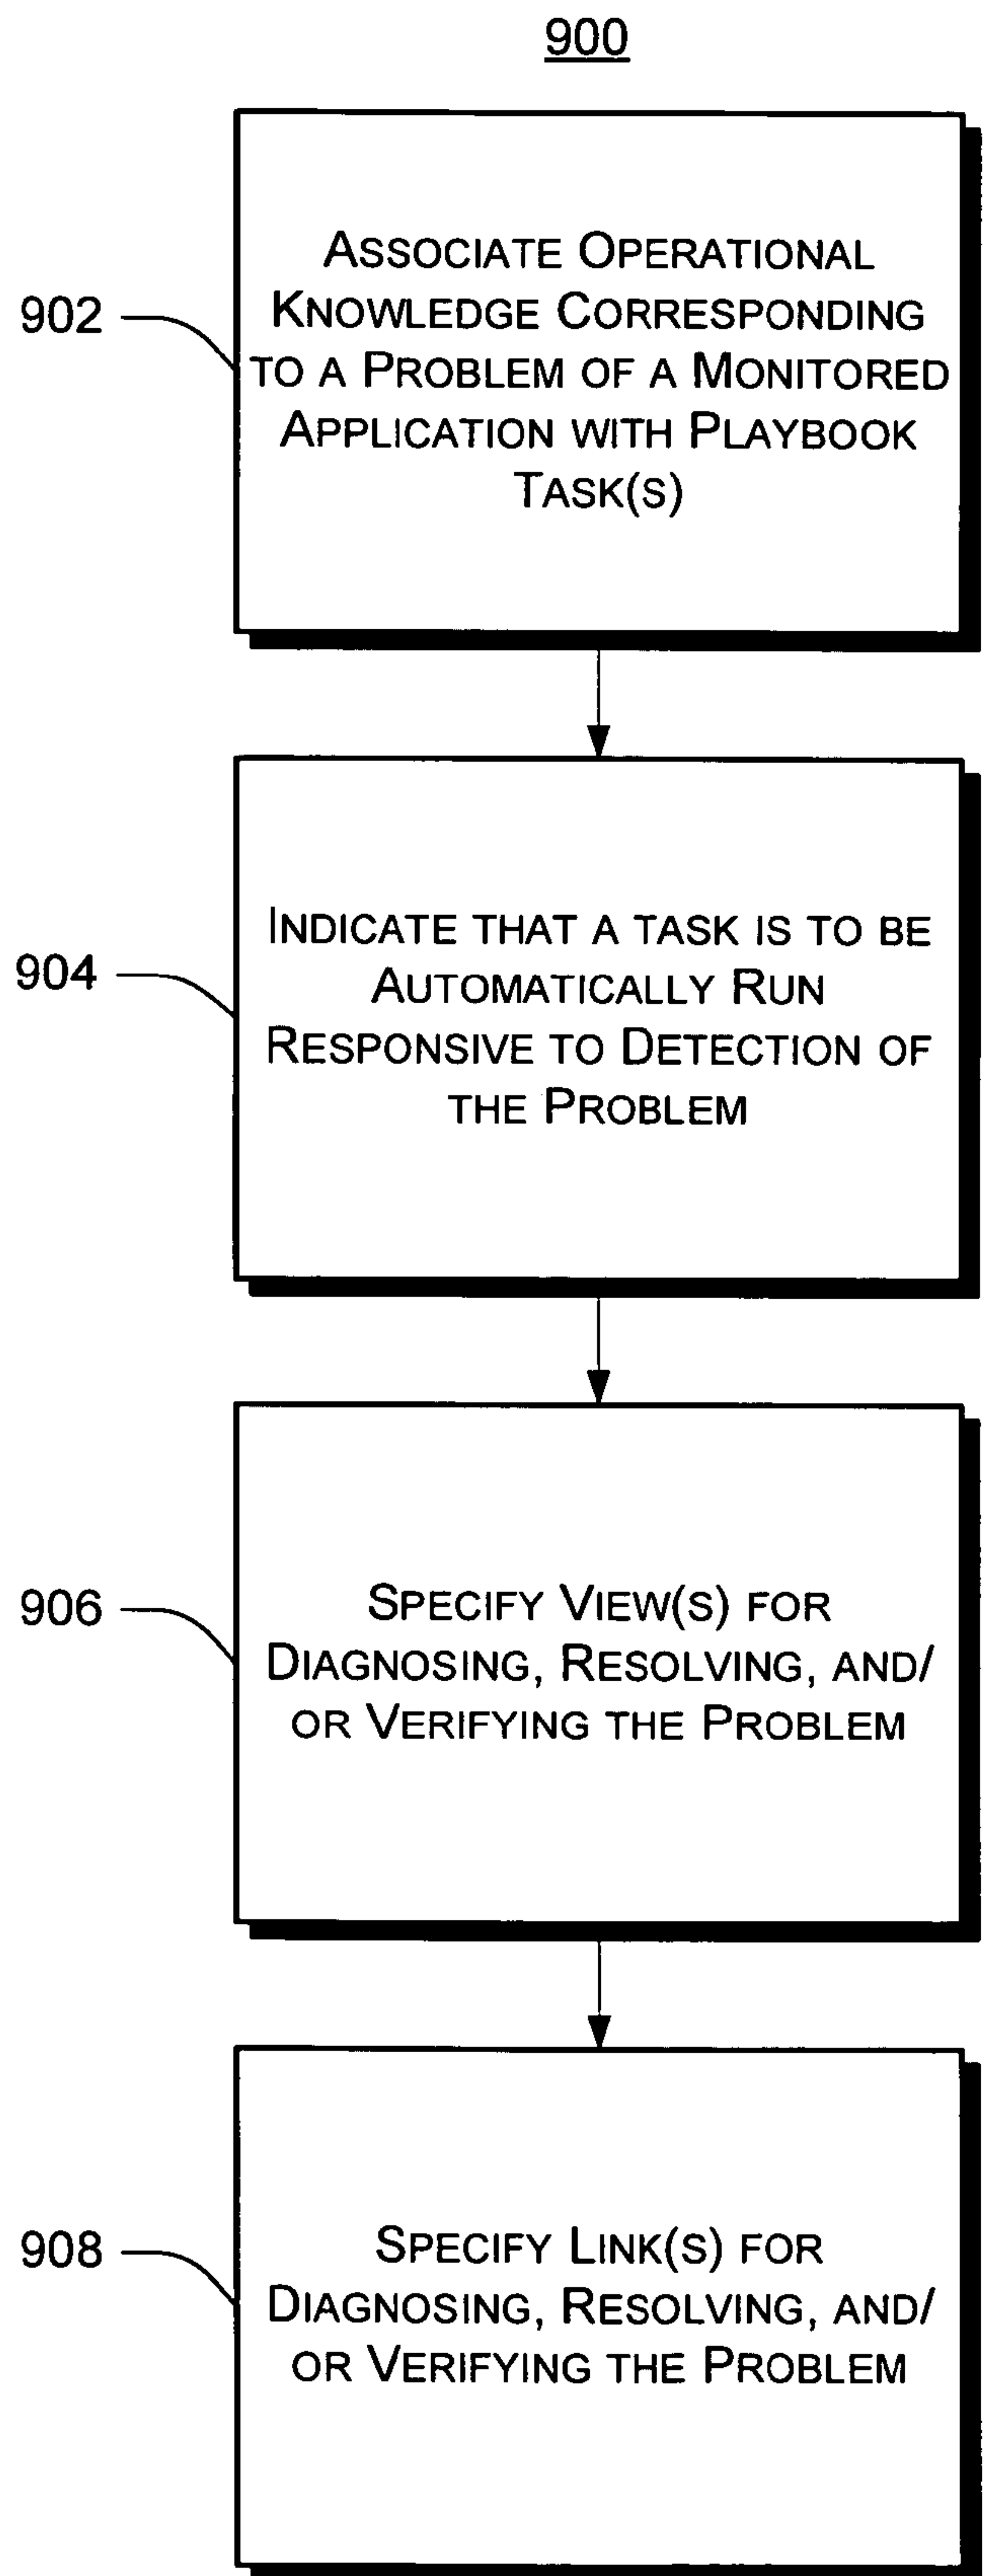 900
902
ASSOCIATE OPERATIONAL
KNOWLEDGE CORRESPONDING
TO A PROBLEM OF A MONITORED
APPLICATION WITH PLAYBOOK
TASK(S)
904
INDICATE THAT A TASK IS TO BE
AUTOMATICALLY RUN
RESPONSIVE TO DETECTION OF
THE PROBLEM
906
SPECIFY VIEW(S) FOR
DIAGNOSING, RESOLVING, AND/
OR VERIFYING THE PROBLEM
908
SPECIFY LINK(S) FOR
DIAGNOSING, RESOLVING, AND/
OR VERIFYING THE PROBLEM